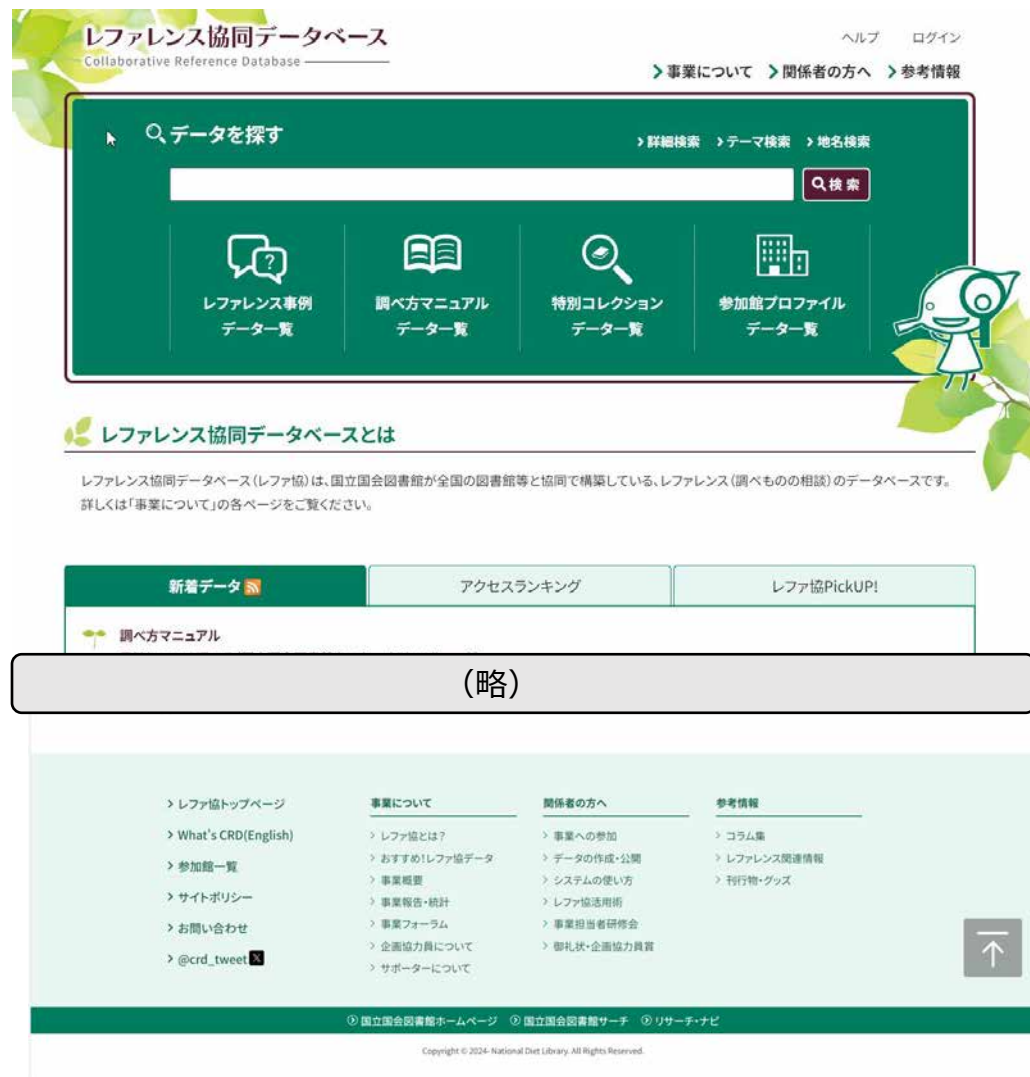 レファレンス協同データベース
Collaborative Reference Database
ヘルプ ログイン
事業について 関係者の方へ 参考情報
データを探す
詳細検索 テーマ検索 地名検索
検索
レファレンス事例
データ一覧
調べ方マニュアル
データ一覧
特別コレクション
データ一覧
参加館プロファイル
データ一覧
レファレンス協同データベースとは
レファレンス協同データベース(レファ協)は、国立国会図書館が全国の図書館等と協同で構築している、レファレンス(調べものの相談)のデータベースです。
詳しくは「事業について」の各ページをご覧ください。
新着データ
アクセスランキング
レファ協PickUP!
調べ方マニュアル
(略)
レファ協トップページ
What's CRD(English)
参加館一覧
サイトポリシー
お問い合わせ
@crd_tweet X
事業について
レファ協とは?
おすすめ!レファ協データ
事業概要
事業報告・統計
事業フォーラム
企画協力員について
サポーターについて
関係者の方へ
事業への参加
データの作成・公開
システムの使い方
レファ協活用術
事業担当者研修会
御礼状・企画協力員賞
参考情報
コラム集
レファレンス関連情報
刊行物・グッズ
国立国会図書館ホームページ 国立国会図書館サーチ リサーチ・ナビ
Copyright © 2024- National Diet Library. All Rights Reserved.